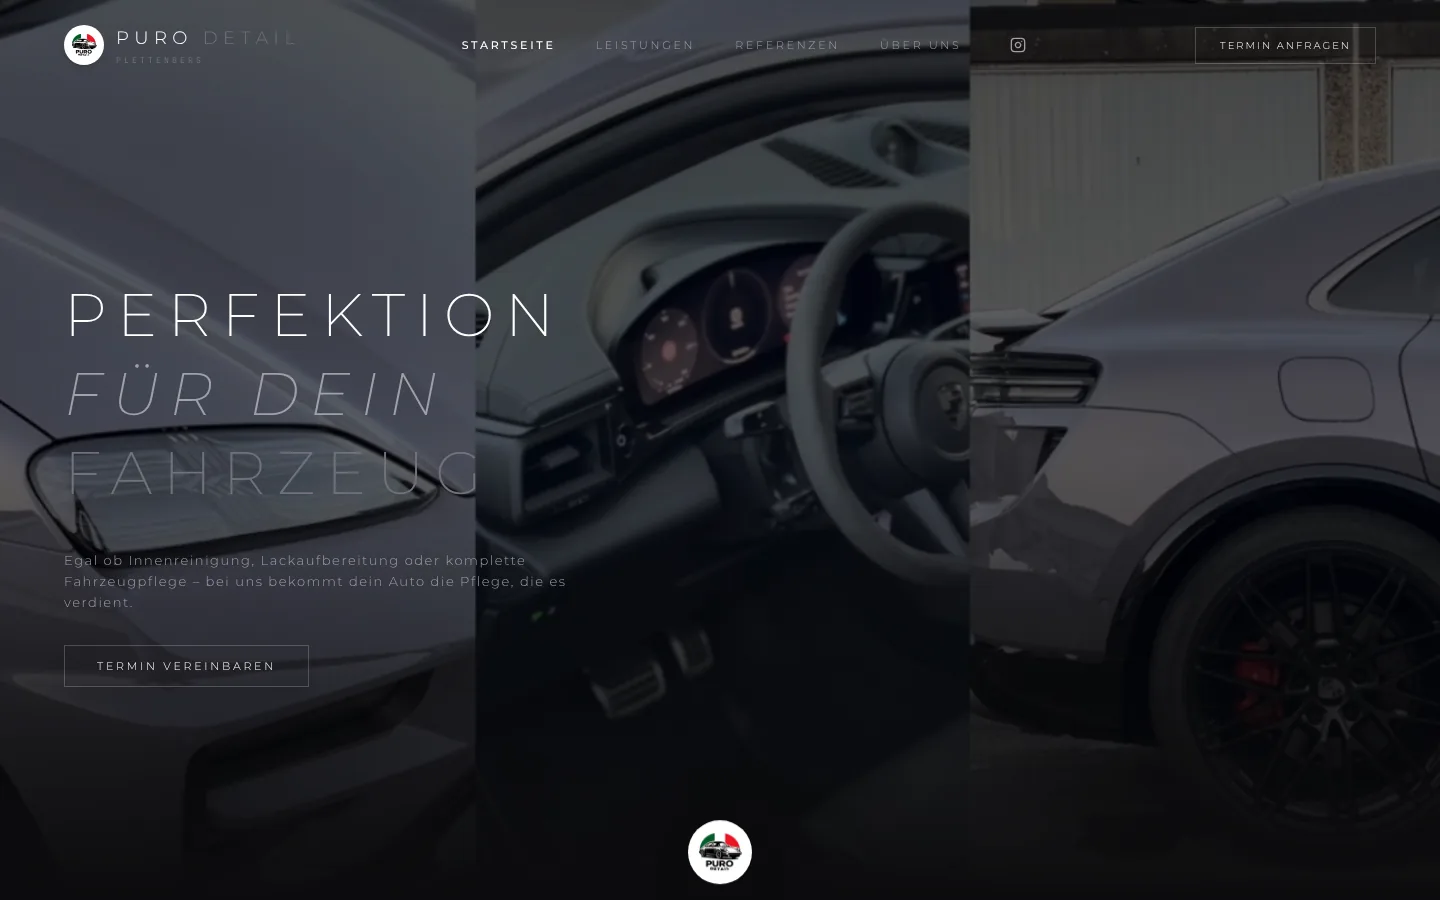 PURO DETAIL
PLETTENBERG
STARTSEITE
LEISTUNGEN
REFERENZEN
ÜBER UNS
TERMIN ANFRAGEN
PERFEKTION
FÜR DEIN
FAHRZEUG
Egal ob Innenreinigung, Lackaufbereitung oder komplette
Fahrzeugpflege – bei uns bekommt dein Auto die Pflege, die es
verdient.
TERMIN VEREINBAREN
PURO
DETAIL